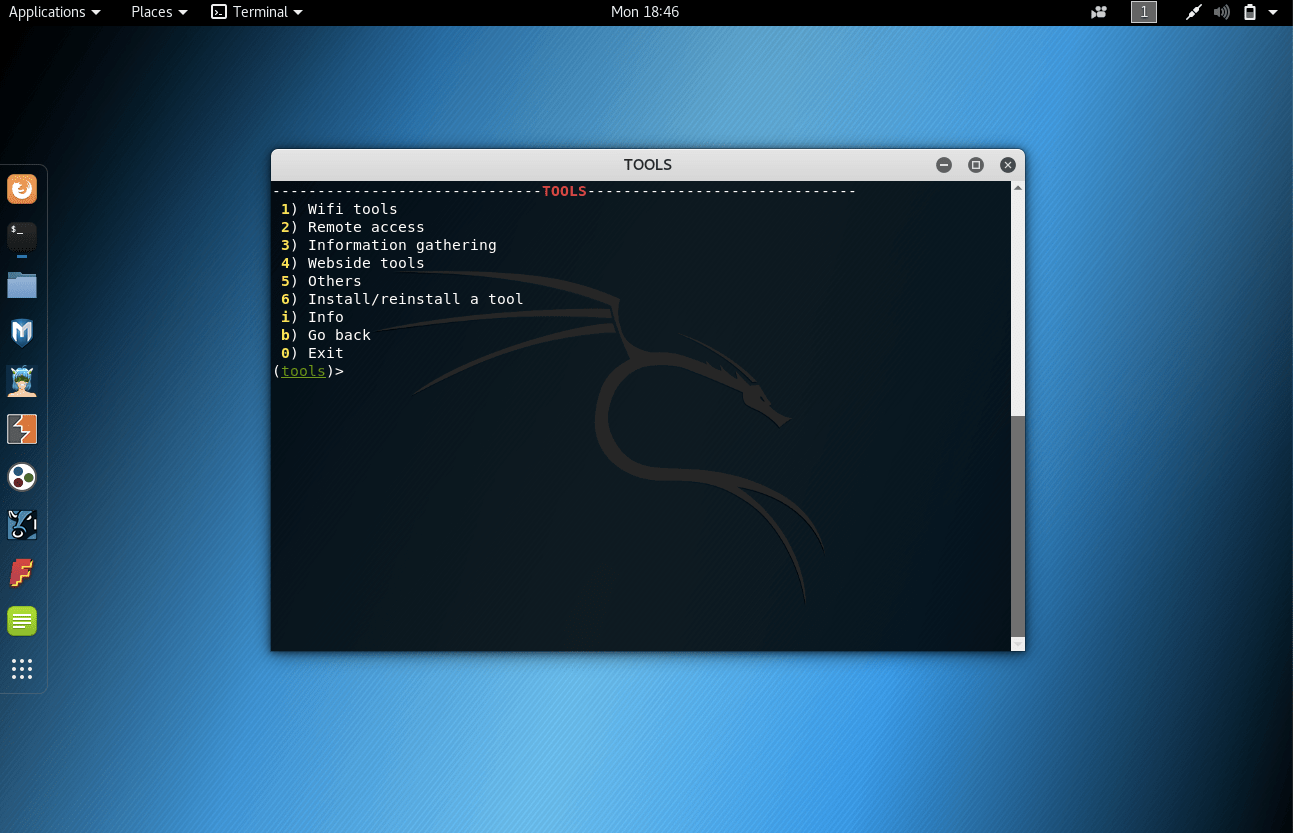 Applications Places Terminal Mon 18:46 1
TOOLS
------------------------------TOOLS------------------------------
1) Wifi tools
2) Remote access
3) Information gathering
4) Webside tools
5) Others
6) Install/reinstall a tool
i) Info
b) Go back
0) Exit
(tools)>
$_